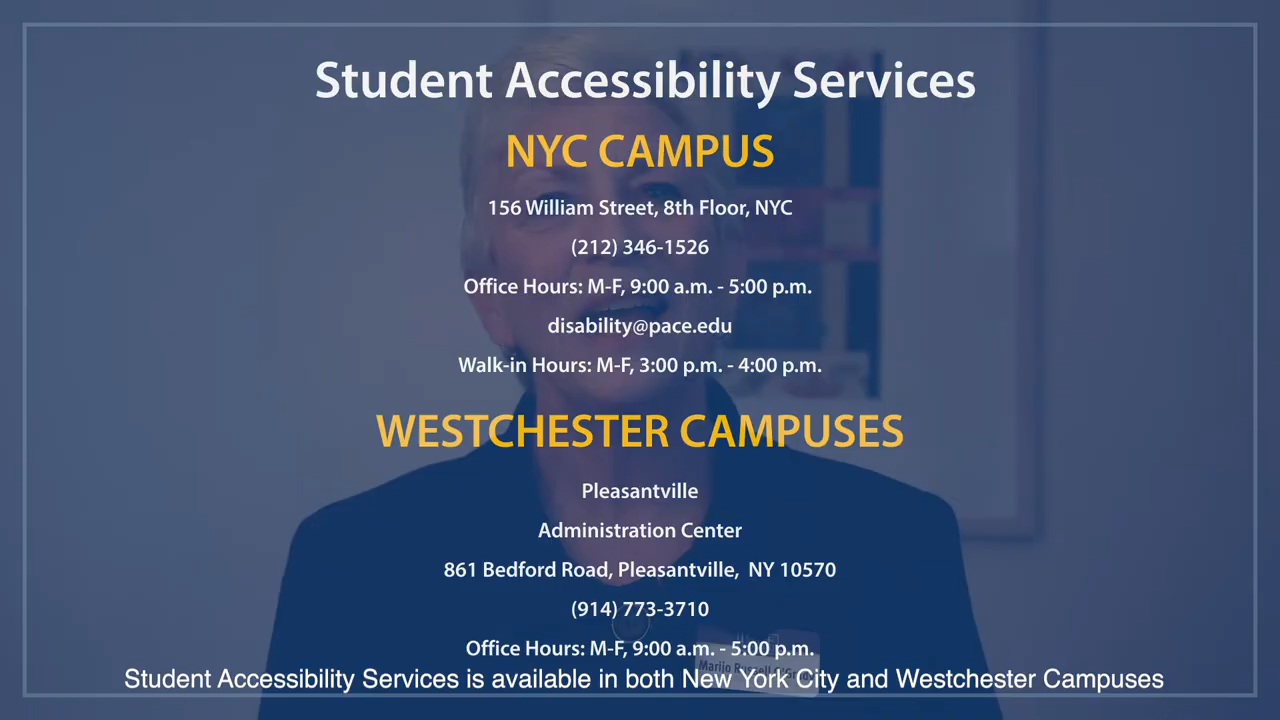 Student Accessibility Services
NYC CAMPUS
156 William Street, 8th Floor, NYC
(212) 346-1526
Office Hours: M-F, 9:00 a.m. - 5:00 p.m.
disability@pace.edu
Walk-in Hours: M-F, 3:00 p.m. - 4:00 p.m.
WESTCHESTER CAMPUSES
Pleasantville
Administration Center
861 Bedford Road, Pleasantville, NY 10570
(914) 773-3710
Office Hours: M-F, 9:00 a.m. - 5:00 p.m.
Marijo
Student Accessibility Services is available in both New York City and Westchester Campuses